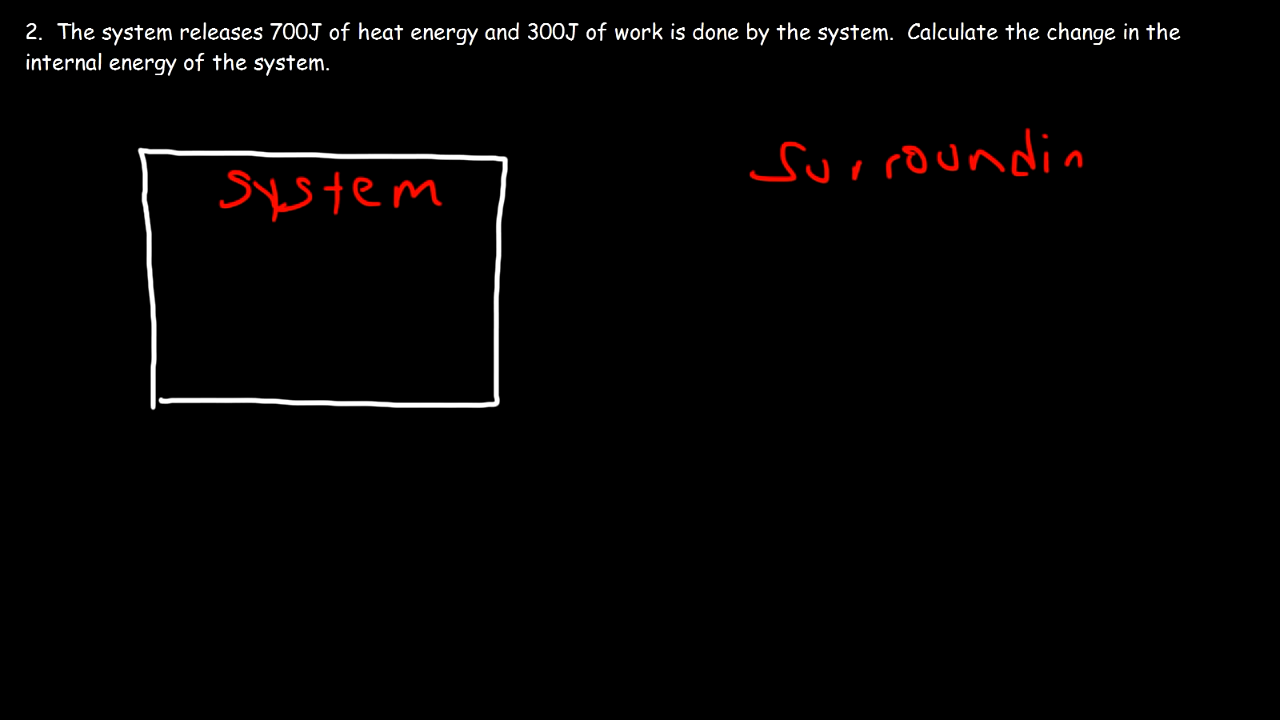 2. The system releases 700J of heat energy and 300J of work is done by the system. Calculate the change in the
internal energy of the system.
system
Surroundin